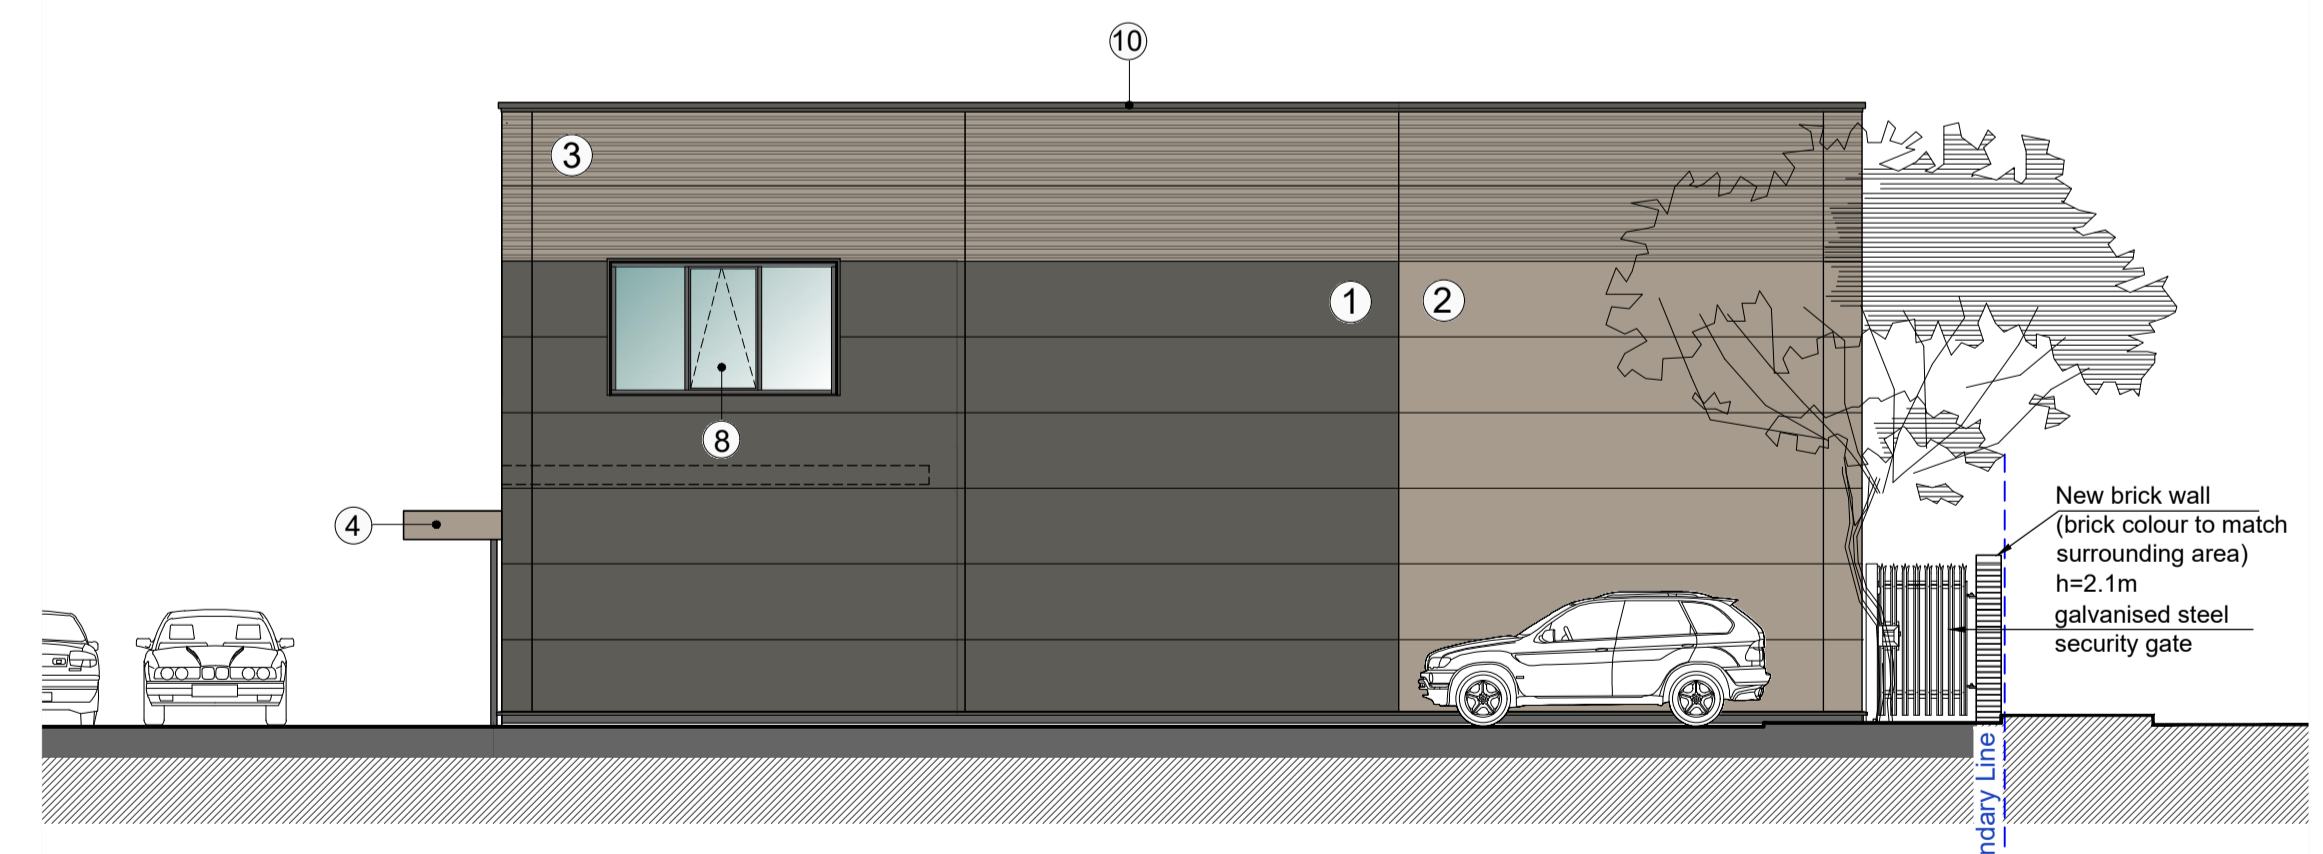 10
3
1
2
8
4
New brick wall
(brick colour to match
surrounding area)
h=2.1m
galvanised steel
security gate
ndary Line